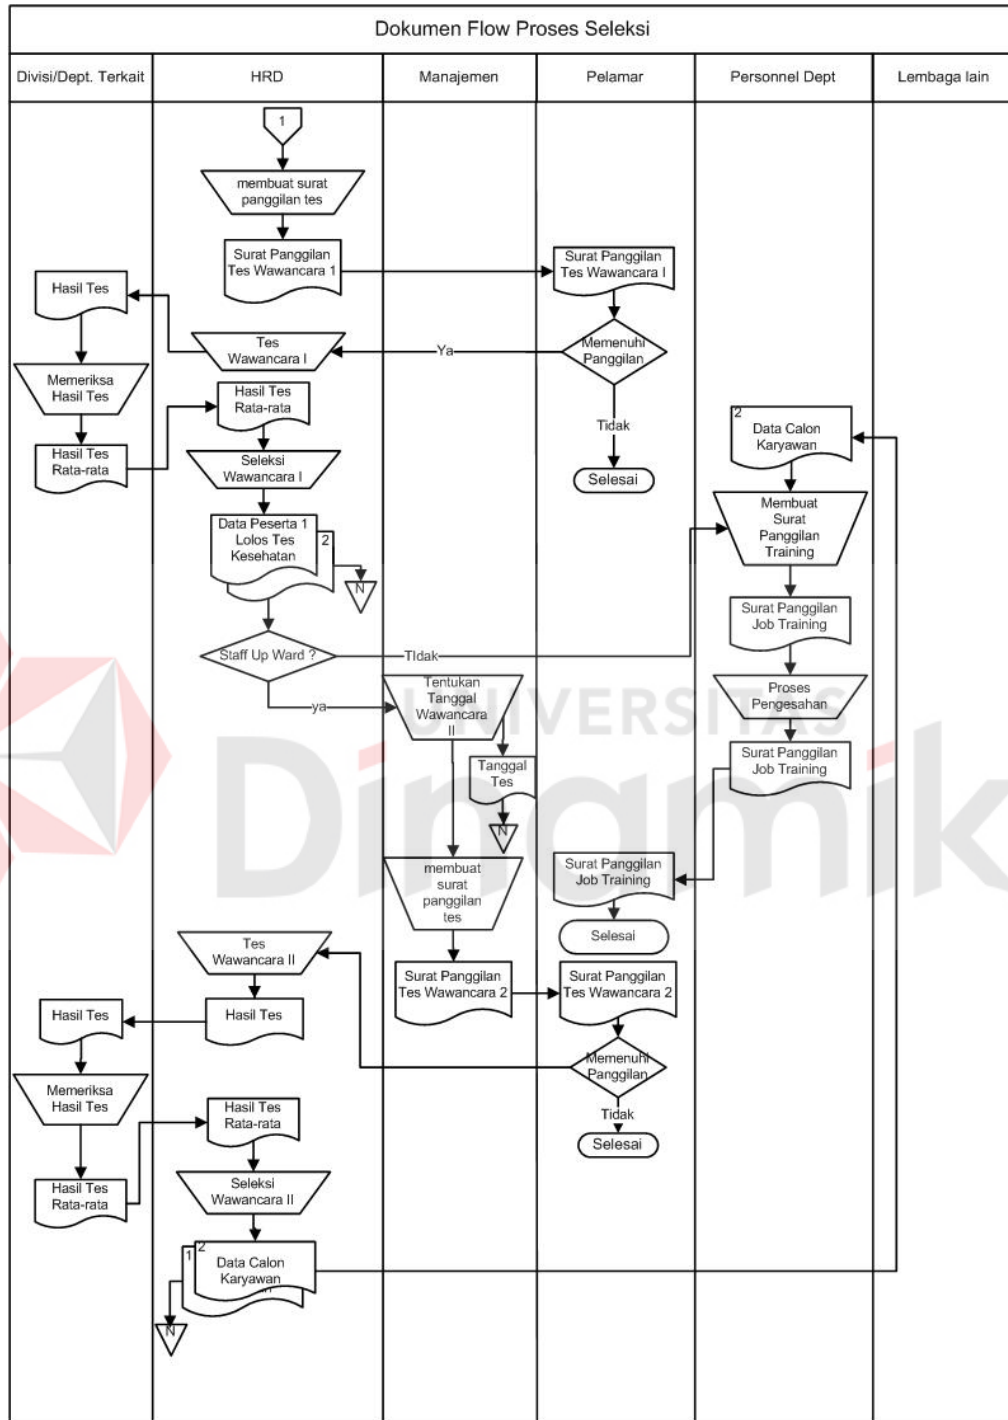 Dokumen Flow Proses Seleksi
Divisi/Dept. Terkait
HRD
Manajemen
Pelamar
Personnel Dept
Lembaga lain
1
membuat surat
panggilan tes
Surat Panggilan
Tes Wawancara 1
Surat Panggilan
Tes Wawancara I
Hasil Tes
Tes
Wawancara I
Ya
Memenuhi
Panggilan
Memeriksa
Hasil Tes
Hasil Tes
Rata-rata
Tidak
2
Data Calon
Karyawan
Hasil Tes
Rata-rata
Seleksi
Wawancara I
Selesai
Membuat
Surat
Panggilan
Training
Data Peserta 1
Lolos Tes
Kesehatan
2
N
Surat Panggilan
Job Training
Staff Up Ward ?
TIdak
ya
Tentukan
Tanggal
Wawancara
II
Proses
Pengesahan
UNIVERSITAS
Dinamik
Tanggal
Tes
N
Surat Panggilan
Job Training
membuat
surat
panggilan
tes
Surat Panggilan
Job Training
Selesai
Tes
Wawancara II
Surat Panggilan
Tes Wawancara 2
Surat Panggilan
Tes Wawancara 2
Hasil Tes
Hasil Tes
Memenuhi
Panggilan
Memeriksa
Hasil Tes
Hasil Tes
Rata-rata
Tidak
Selesai
Hasil Tes
Rata-rata
Seleksi
Wawancara II
1
2
Data Calon
Karyawan
N